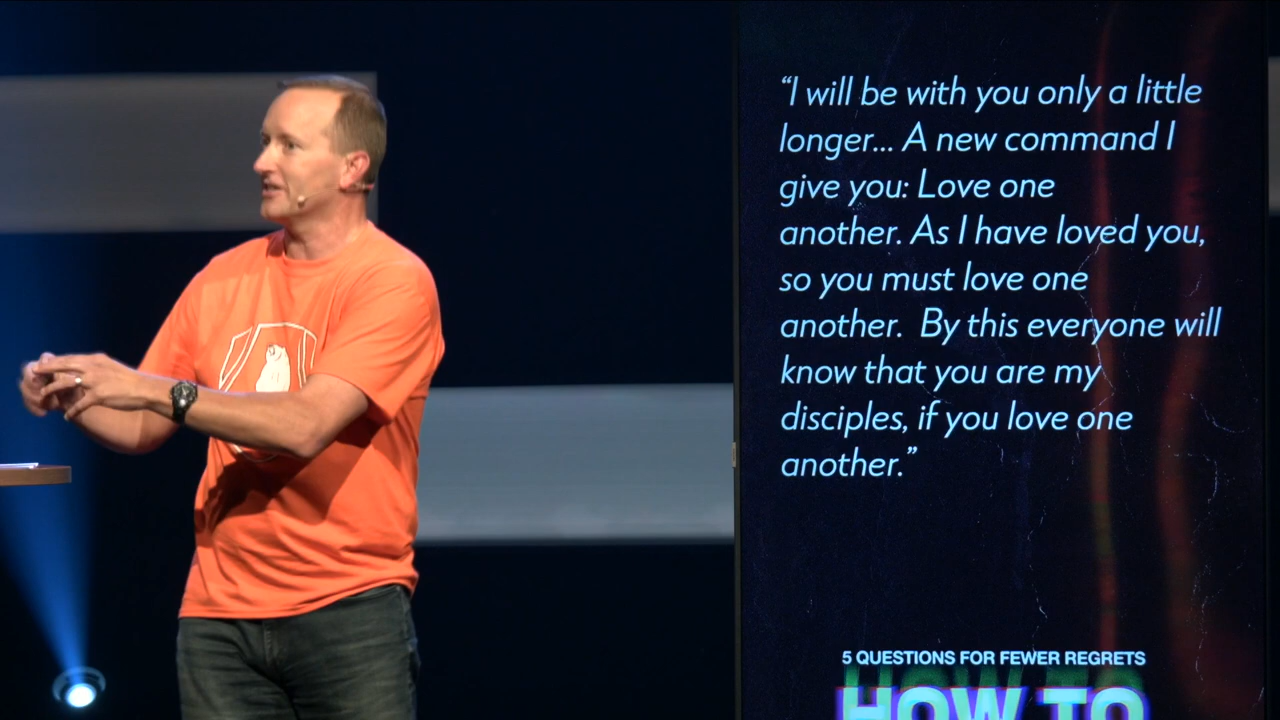 “I will be with you only a little
longer... A new command I
give you: Love one
another. As I have loved you,
so you must love one
another.  By this everyone will
know that you are my
disciples, if you love one
another.”
5 QUESTIONS FOR FEWER REGRETS
HOW TO